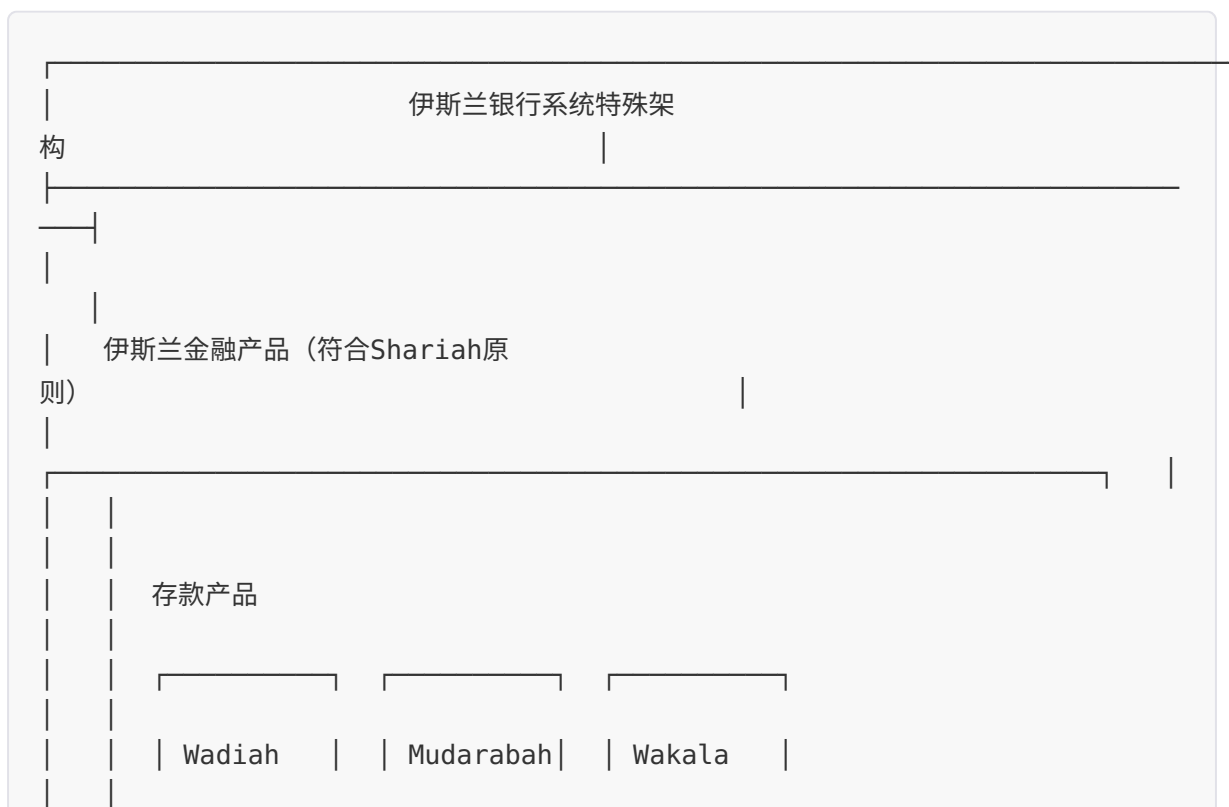 伊斯兰银行系统特殊架
构
伊斯兰金融产品（符合Shariah原
则）
存款产品
Wadiah Mudarabah Wakala